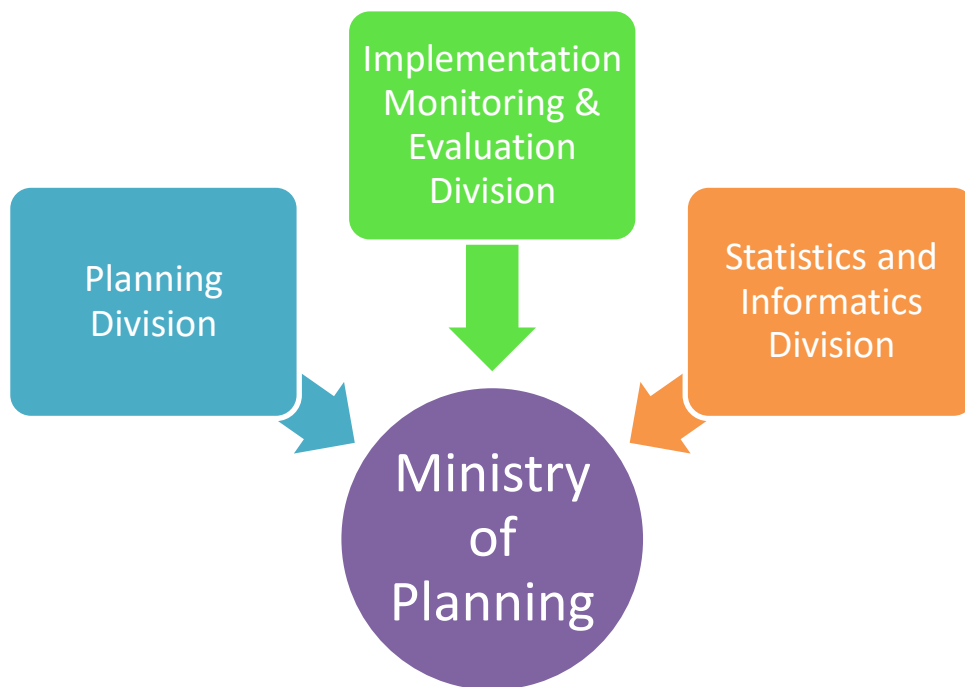 Implementation
Monitoring &
Evaluation
Division
Planning
Division
Statistics and
Informatics
Division
Ministry
of
Planning